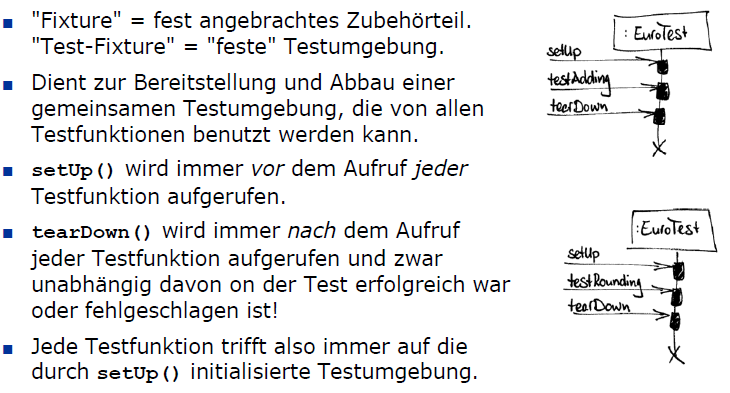 "Fixture" = fest angebrachtes Zubehörteil.
"Test-Fixture" = "feste" Testumgebung.
Dient zur Bereitstellung und Abbau einer
gemeinsamen Testumgebung, die von allen
Testfunktionen benutzt werden kann.
setUp() wird immer vor dem Aufruf jeder
Testfunktion aufgerufen.
tearDown() wird immer nach dem Aufruf
jeder Testfunktion aufgerufen und zwar
unabhängig davon on der Test erfolgreich war
oder fehlgeschlagen ist!
Jede Testfunktion trifft also immer auf die
durch setUp() initialisierte Testumgebung.
: EuroTest
setUp
testAdding
tearDown
:EuroTest
setUp
testRounding
tearDown